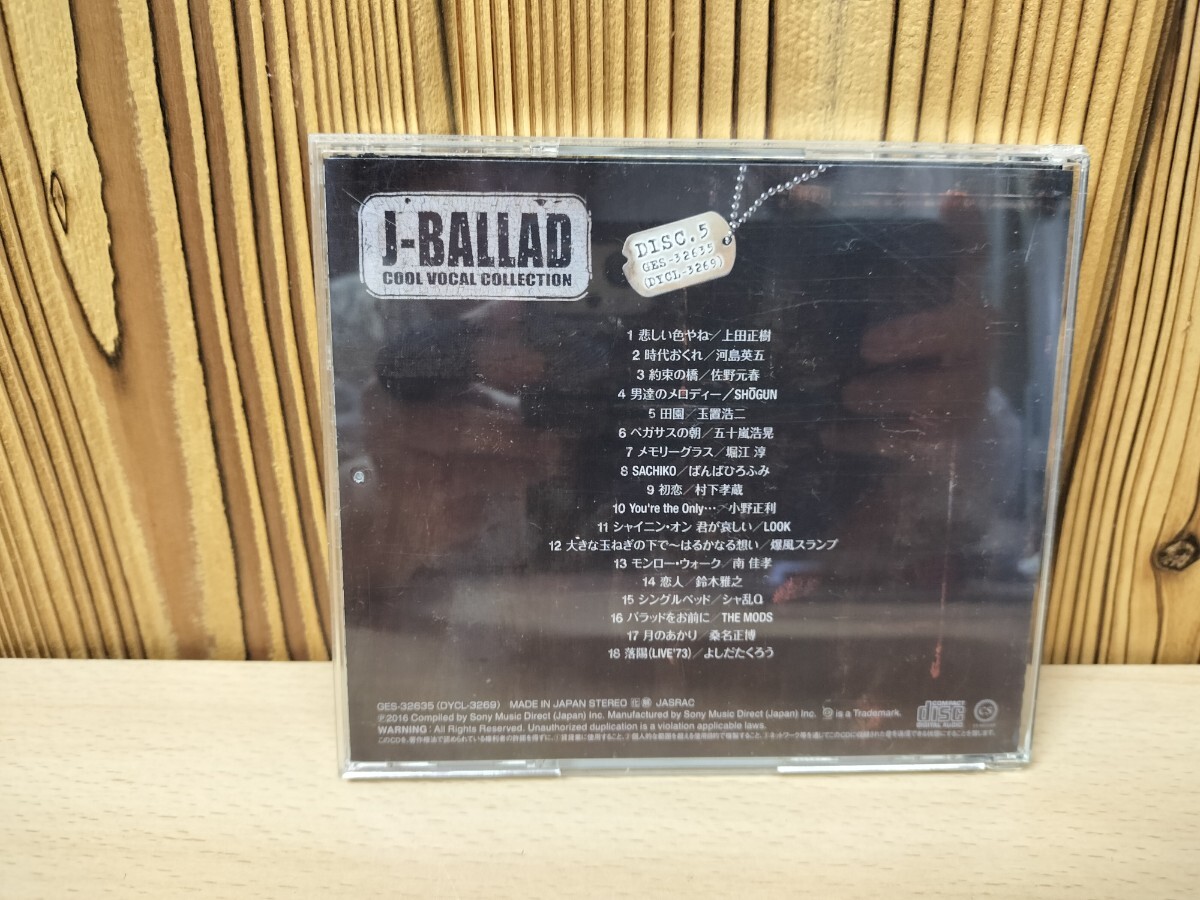 J-BALLAD
COOL VOCAL COLLECTION
DISC.5
GES-32635
(DYCL-3269)
1 悲しい色やね／上田正樹
2 時代おくれ／河島英五
3 約束の橋／佐野元春
4 男達のメロディー／SHŌGUN
5 田園／玉置浩二
6 ペガサスの朝／五十嵐浩晃
7 メモリーグラス／堀江 淳
8 SACHIKO／ばんばひろふみ
9 初恋／村下孝蔵
10 You're the Only…／小野正利
11 シャイニン・オン 君が哀しい／LOOK
12 大きな玉ねぎの下で〜はるかなる想い／爆風スランプ
13 モンロー・ウォーク／南 佳孝
14 恋人／鈴木雅之
15 シングルベッド／シャ乱Q
16 バラッドをお前に／THE MODS
17 月のあかり／桑名正博
18 落陽(LIVE'73)／よしだたくろう
GES-32635 (DYCL-3269) MADE IN JAPAN STEREO JASRAC
℗2016 Compiled by Sony Music Direct (Japan) Inc. Manufactured by Sony Music Direct (Japan) Inc. is a Trademark.
WARNING: All Rights Reserved. Unauthorized duplication is a violation applicable laws.
COMPACT
disc
DIGITAL AUDIO